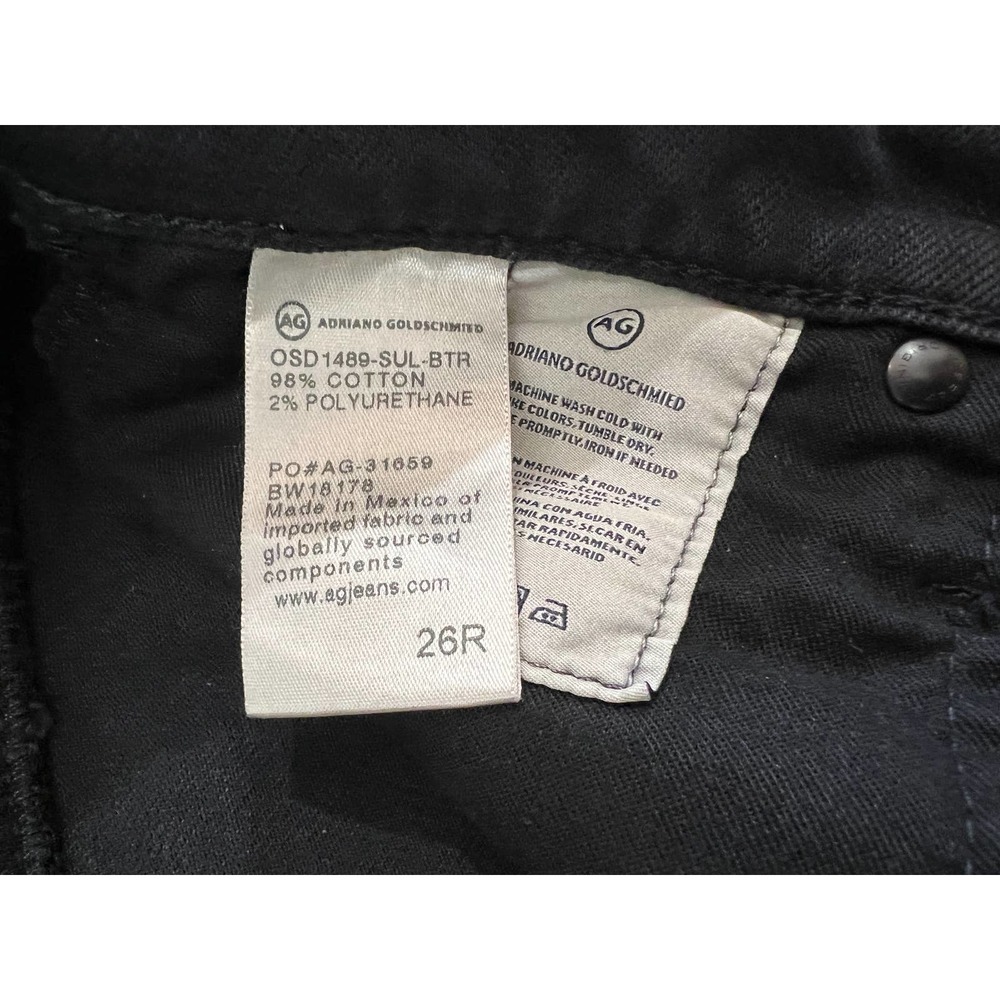 AG ADRIANO GOLDSCHMIED
OSD1489-SUL-BTR
98% COTTON
2% POLYURETHANE
PO#AG-31659
BW18178
Made in Mexico of
imported fabric and
globally sourced
components
www.agjeans.com
26R
AG
ADRIANO GOLDSCHMIED
MACHINE WASH COLD WITH
COLORS, TUMBLE DRY.
PROMPTLY. IRON IF NEEDED
MACHINE À FROID AVEC
NÉCESSAIRE
CON AGUA FRIA.
SECAR EN
RAPIDAMENTE.
NECESARIO